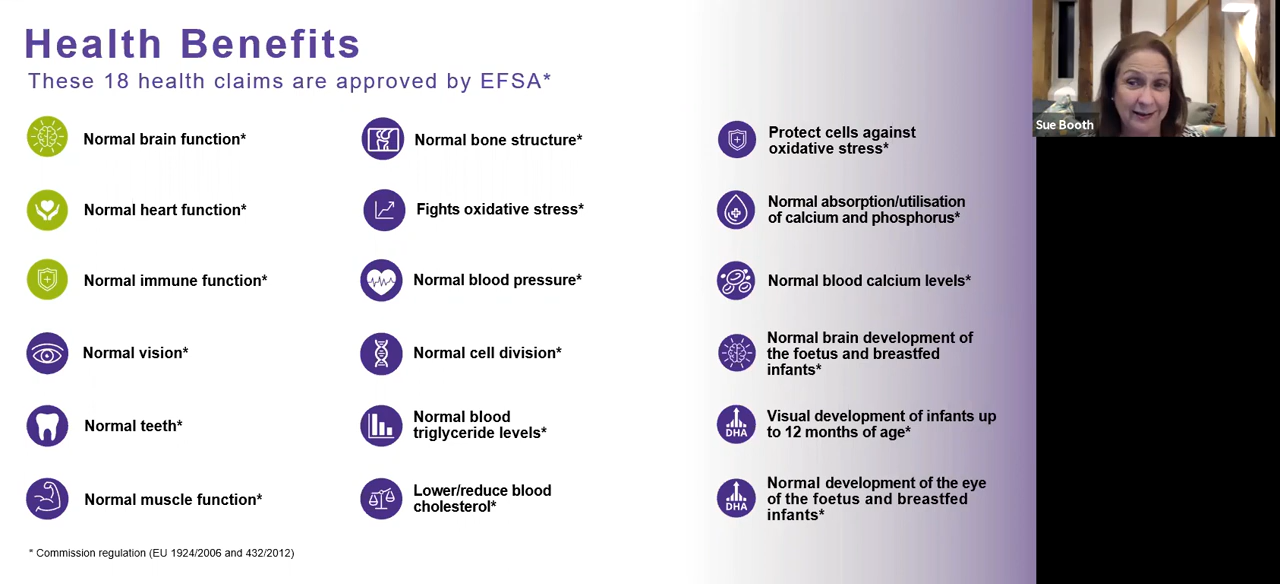 Health Benefits
These 18 health claims are approved by EFSA*
Normal brain function*
Normal heart function*
Normal immune function*
Normal vision*
Normal teeth*
Normal muscle function*
Normal bone structure*
Fights oxidative stress*
Normal blood pressure*
Normal cell division*
Normal blood
triglyceride levels*
Lower/reduce blood
cholesterol*
Protect cells against
oxidative stress*
Normal absorption/utilisation
of calcium and phosphorus*
Normal blood calcium levels*
Normal brain development of
the foetus and breastfed
infants*
DHA
Visual development of infants up
to 12 months of age*
DHA
Normal development of the eye
of the foetus and breastfed
infants*
* Commission regulation (EU 1924/2006 and 432/2012)
Sue Booth